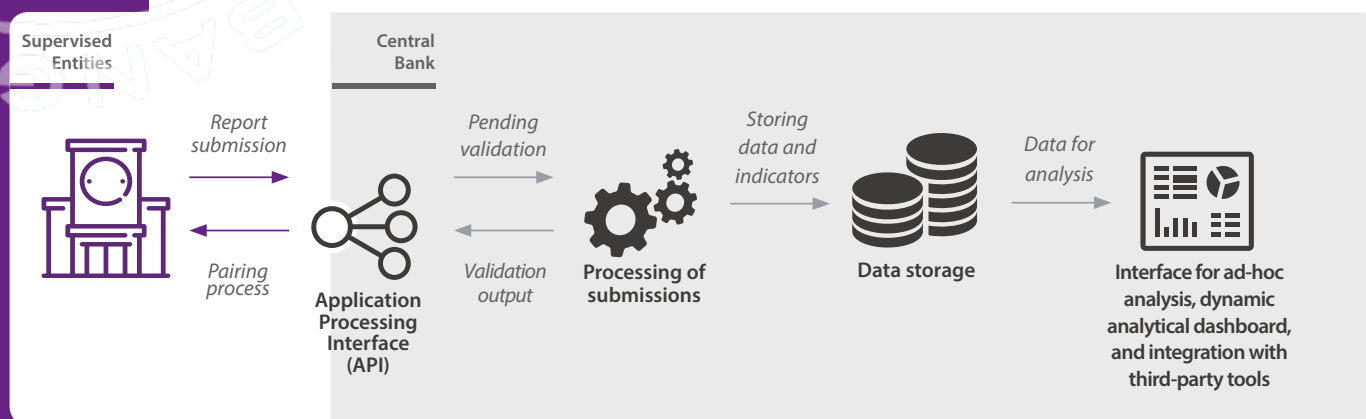 Supervised
Entities
Central
Bank
Report
submission
Pairing
process
Application
Processing
Interface
(API)
Pending
validation
Validation
output
Processing of
submissions
Storing
data and
indicators
Data storage
Data for
analysis
Interface for ad-hoc
analysis, dynamic
analytical dashboard,
and integration with
third-party tools